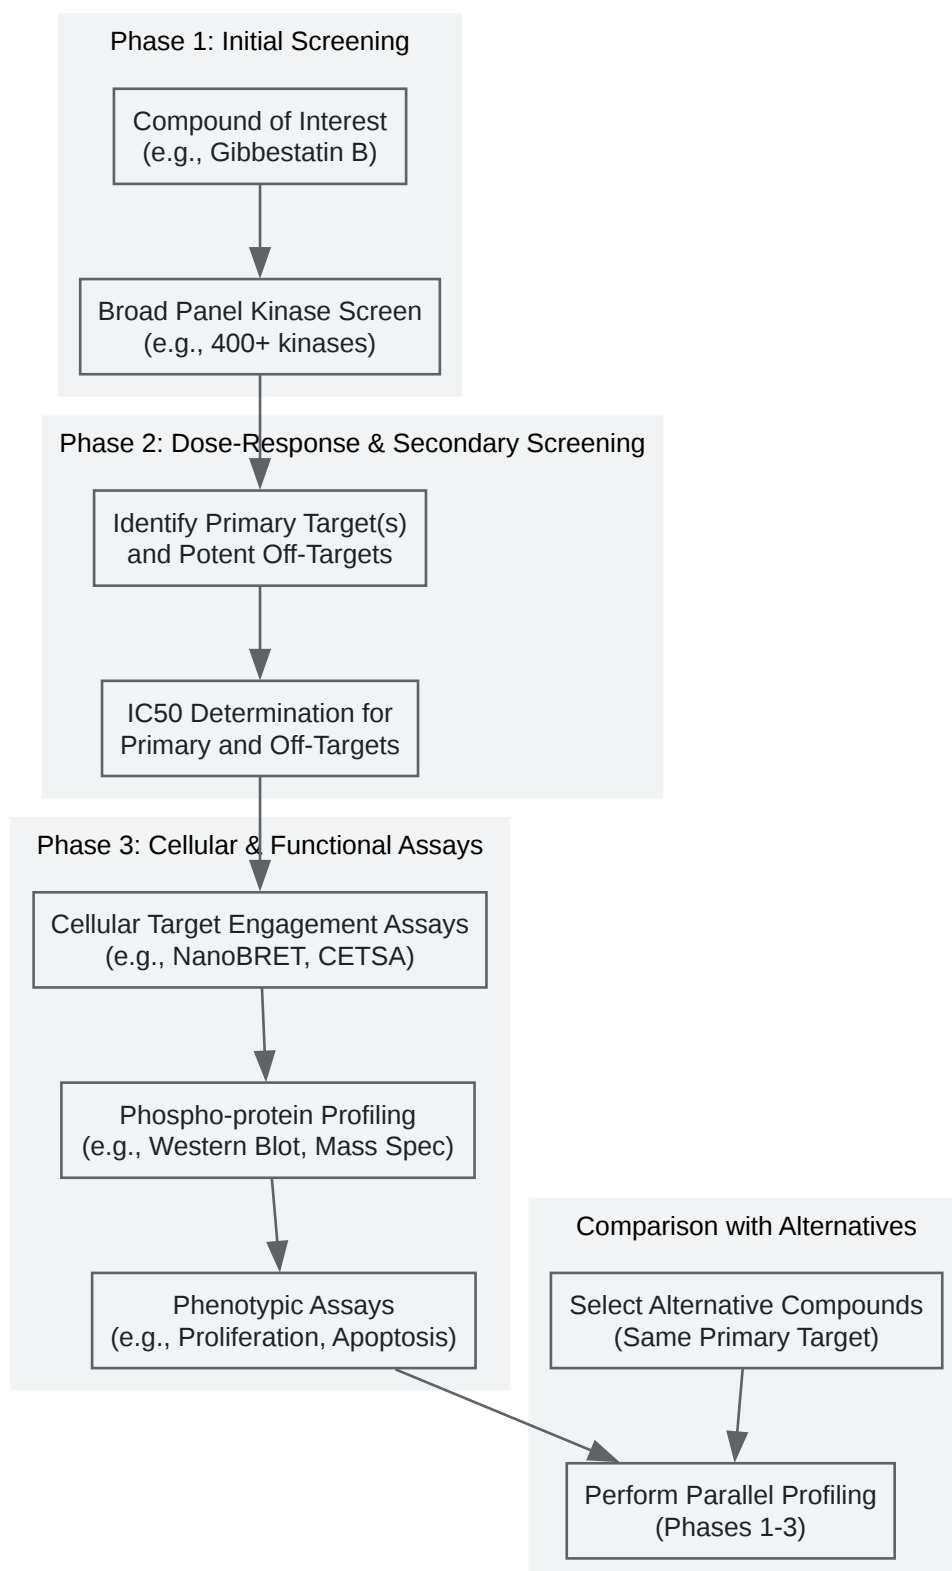 Phase 1: Initial Screening
Compound of Interest
(e.g., Gibbestatin B)
Broad Panel Kinase Screen
(e.g., 400+ kinases)
Phase 2: Dose-Response & Secondary Screening
Identify Primary Target(s)
and Potent Off-Targets
IC50 Determination for
Primary and Off-Targets
Phase 3: Cellular & Functional Assays
Cellular Target Engagement Assays
(e.g., NanoBRET, CETSA)
Phospho-protein Profiling
(e.g., Western Blot, Mass Spec)
Phenotypic Assays
(e.g., Proliferation, Apoptosis)
Comparison with Alternatives
Select Alternative Compounds
(Same Primary Target)
Perform Parallel Profiling
(Phases 1-3)